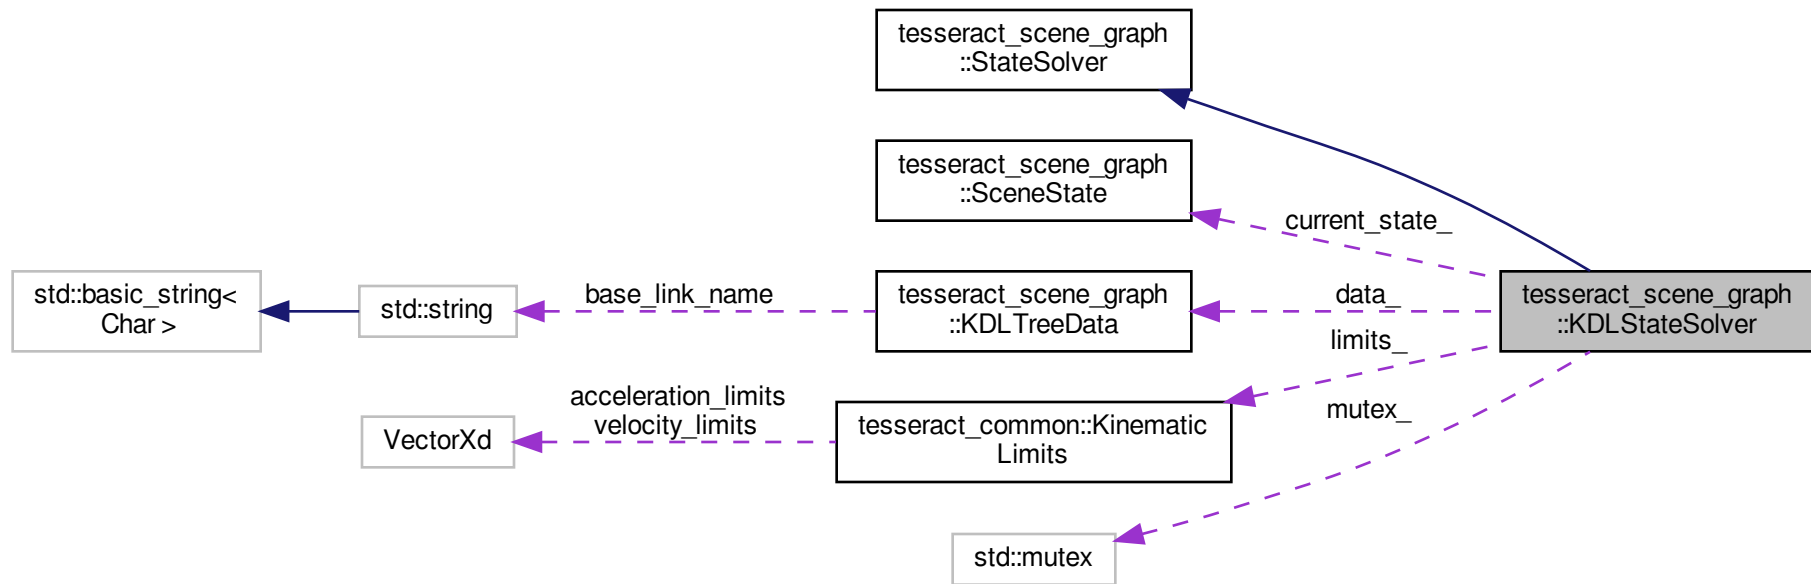 tesseract_scene_graph
::StateSolver
tesseract_scene_graph
::SceneState
current_state_
std::basic_string<
Char >
std::string
base_link_name
tesseract_scene_graph
::KDLTreeData
data_
tesseract_scene_graph
::KDLStateSolver
limits_
acceleration_limits
velocity_limits
VectorXd
tesseract_common::Kinematic
Limits
mutex_
std::mutex